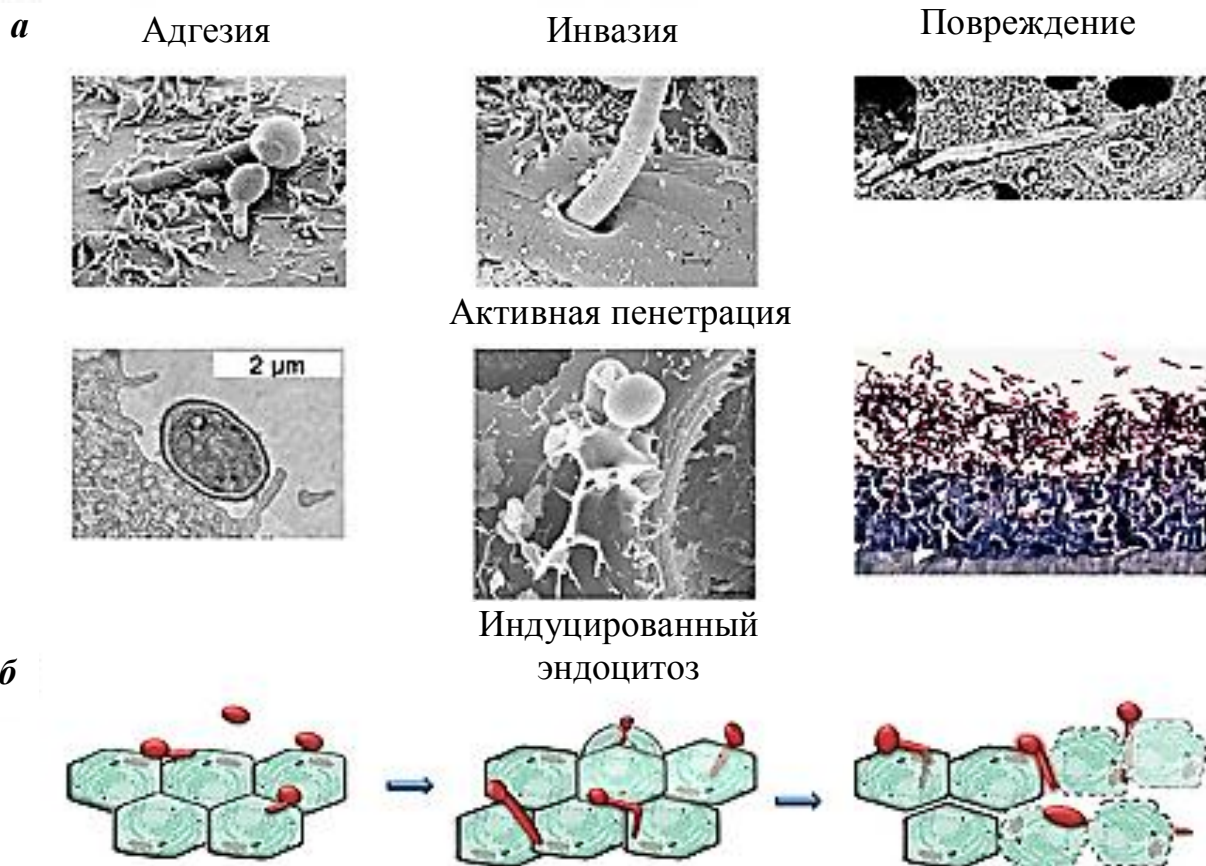 а
Адгезия
Инвазия
Повреждение
Активная пенетрация
2 µm
Индуцированный
эндоцитоз
б